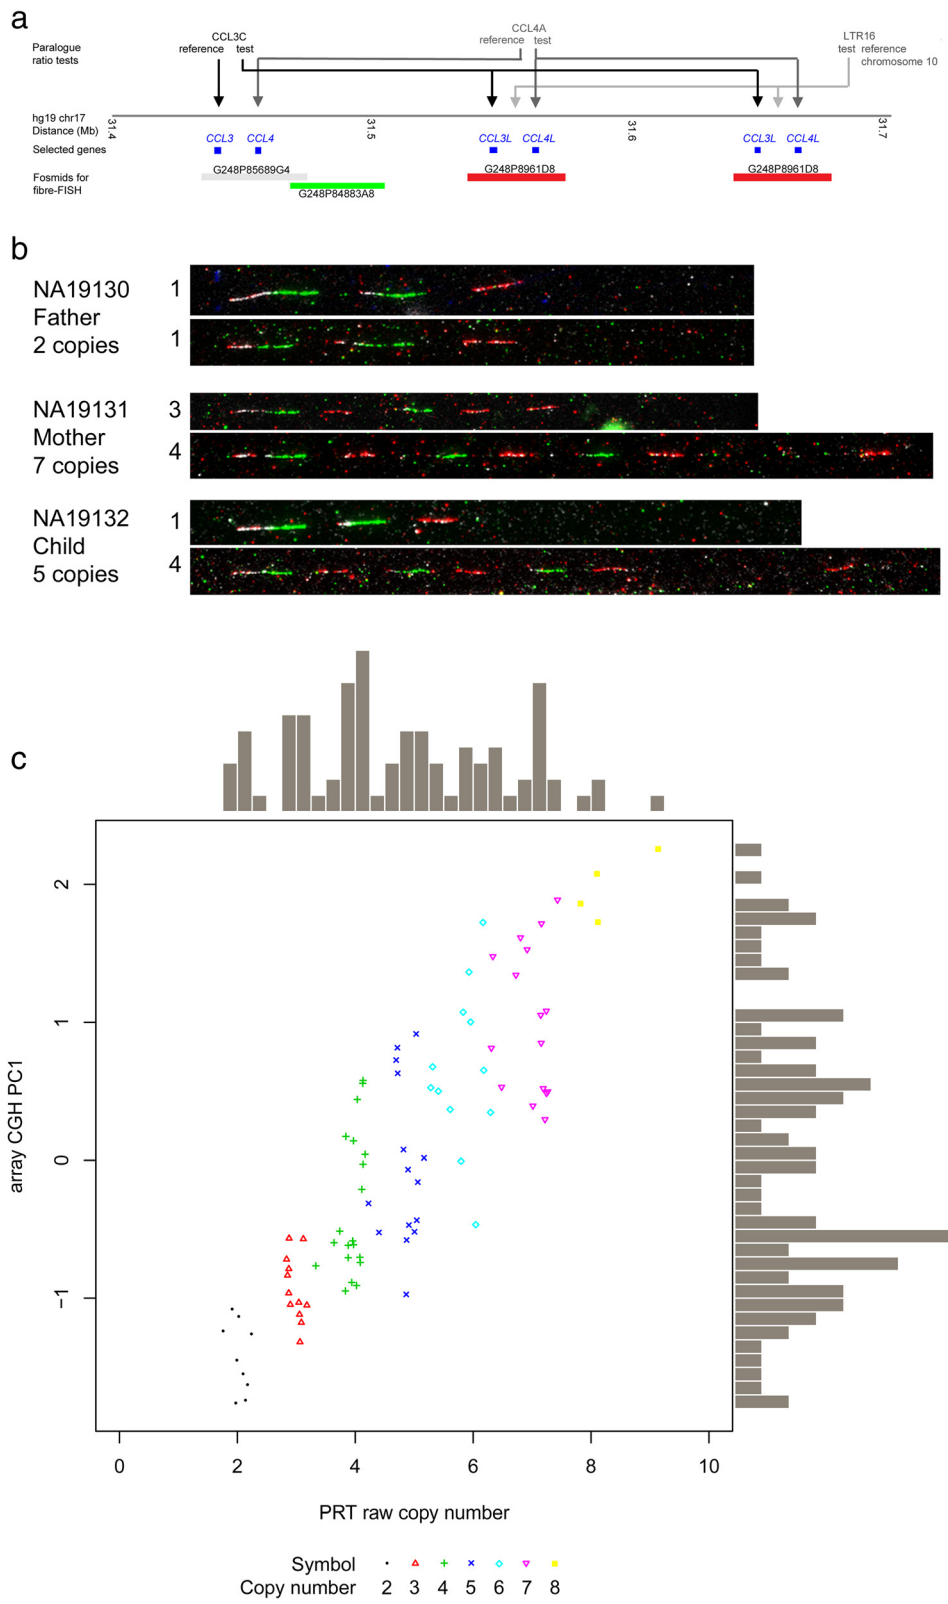 a
Paralogue
ratio tests
CCL3C
reference test
CCL4A
reference test
LTR16
test reference
chromosome 10
hg19 chr17
Distance (Mb)
31.4
31.5
31.6
31.7
Selected genes
CCL3 CCL4
CCL3L CCL4L
CCL3L CCL4L
Fosmids for
fibre-FISH
G248P85689G4
G248P84883A8
G248P8961D8
G248P8961D8
b
NA19130
Father
2 copies
1
1
NA19131
Mother
7 copies
3
4
NA19132
Child
5 copies
1
4
c
array CGH PC1
2
1
0
−1
0 2 4 6 8 10
PRT raw copy number
Symbol
Copy number 2 3 4 5 6 7 8